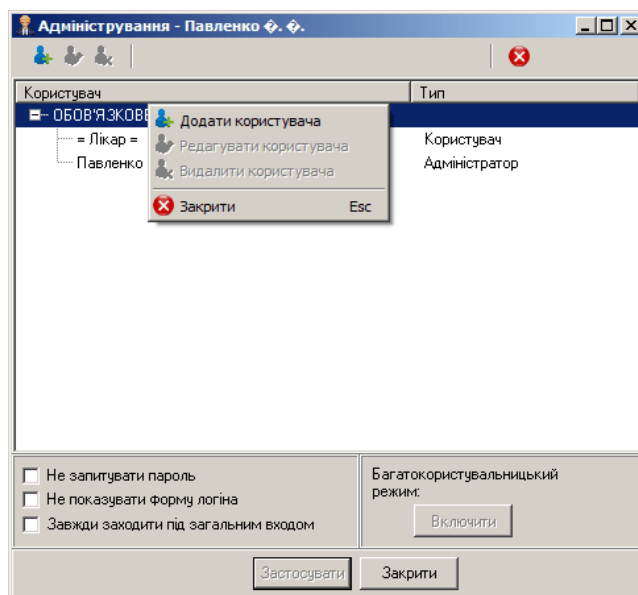 Адміністрування - Павленко �. �.
Користувач Тип
ОБОВ'ЯЗКОВЕ
Додати користувача
= Лікар = Редагувати користувача Користувач
Павленко Видалити користувача Адміністратор
Закрити Esc
Не запитувати пароль
Не показувати форму логіна
Завжди заходити під загальним входом
Багатокористувальницький
режим:
Включити
Застосувати Закрити